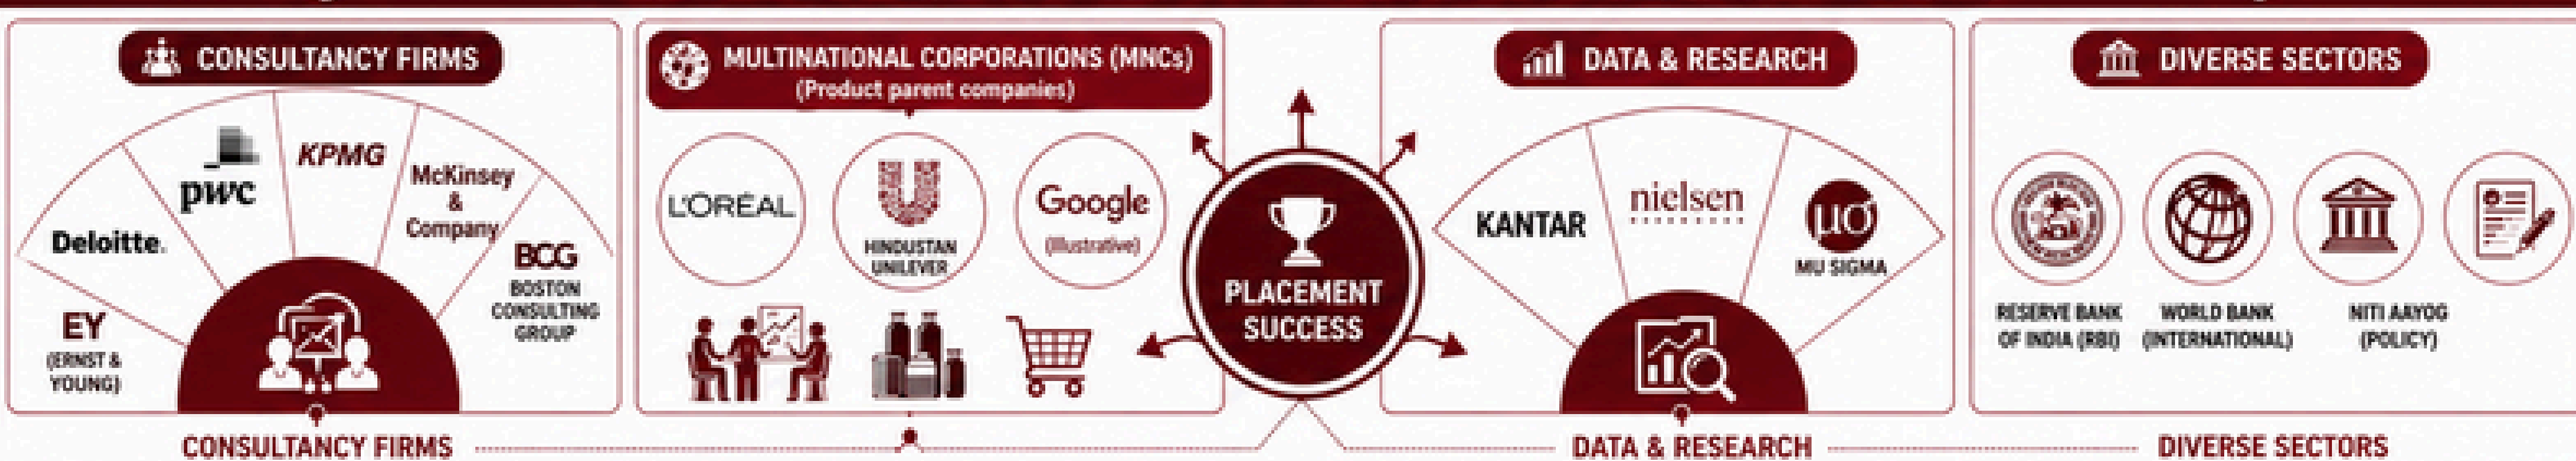 CONSULTANCY FIRMS
Deloitte.
pwc
KPMG
McKinsey
&
Company
BCG
BOSTON
CONSULTING
GROUP
EY
(ERNST &
YOUNG)
MULTINATIONAL CORPORATIONS (MNCs)
(Product parent companies)
L'ORÉAL
HINDUSTAN
UNILEVER
Google
(Illustrative)
PLACEMENT
SUCCESS
DATA & RESEARCH
KANTAR
nielsen
μσ
MU SIGMA
DIVERSE SECTORS
RESERVE BANK
OF INDIA (RBI)
WORLD BANK
(INTERNATIONAL)
NITI AAYOG
(POLICY)
CONSULTANCY FIRMS
DATA & RESEARCH
DIVERSE SECTORS